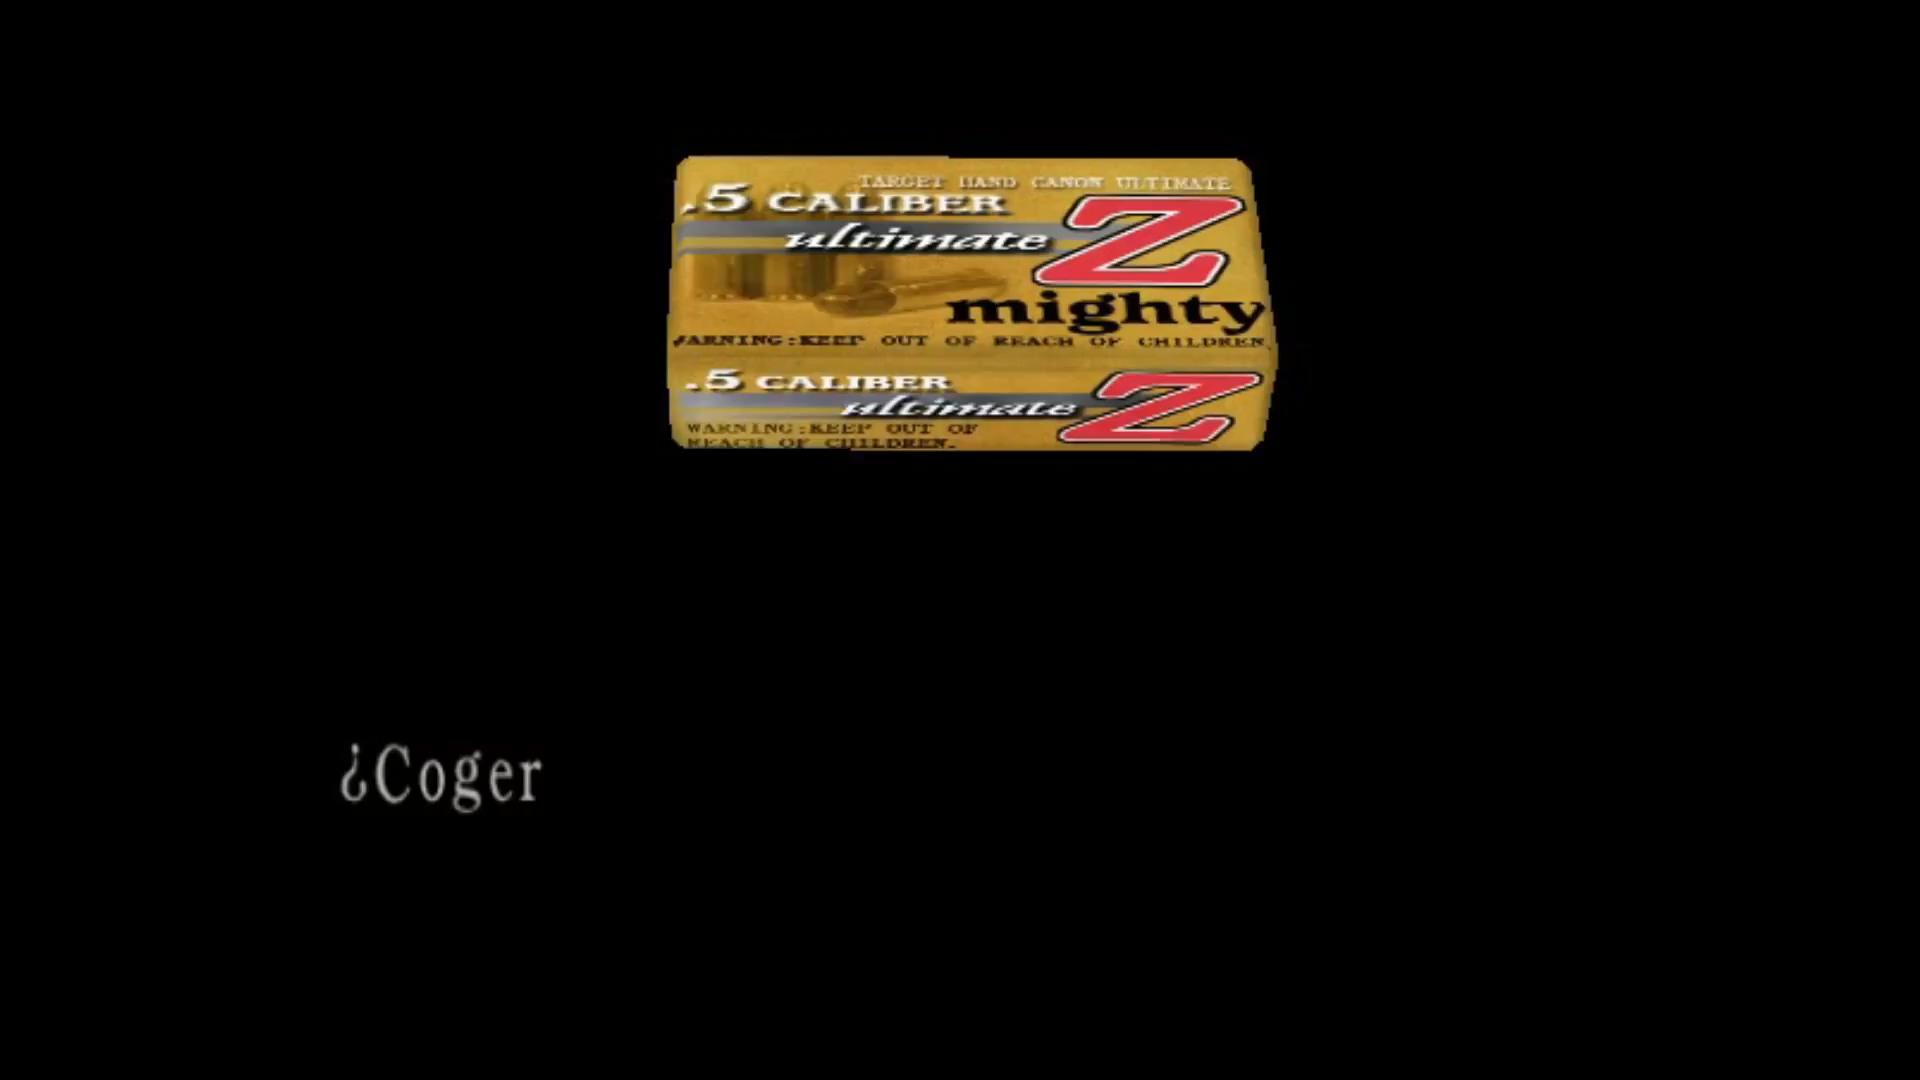 TARGET HAND CANON ULTIMATE
.5 CALIBER
ultimate
Z
mighty
WARNING:KEEP OUT OF REACH OF CHILDREN
.5 CALIBER
ultimate
Z
WARNING:KEEP OUT OF
REACH OF CHILDREN.
¿Coger